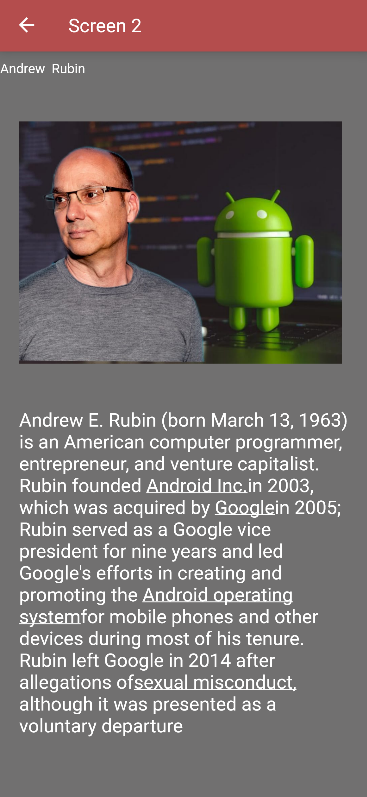 Screen 2
Andrew Rubin
Andrew E. Rubin (born March 13, 1963)
is an American computer programmer,
entrepreneur, and venture capitalist.
Rubin founded Android Inc.in 2003,
which was acquired by Googlein 2005;
Rubin served as a Google vice
president for nine years and led
Google's efforts in creating and
promoting the Android operating
systemfor mobile phones and other
devices during most of his tenure.
Rubin left Google in 2014 after
allegations ofsexual misconduct,
although it was presented as a
voluntary departure